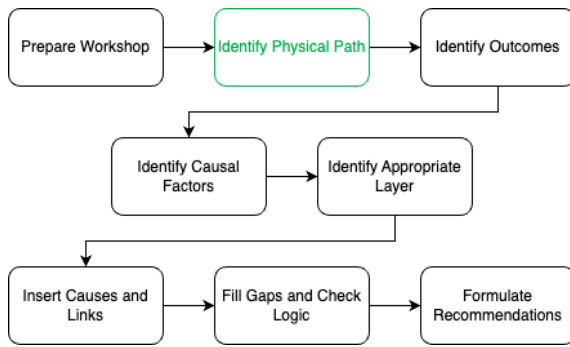 Prepare Workshop
Identify Physical Path
Identify Outcomes
Identify Causal
Factors
Identify Appropriate
Layer
Insert Causes and
Links
Fill Gaps and Check
Logic
Formulate
Recommendations